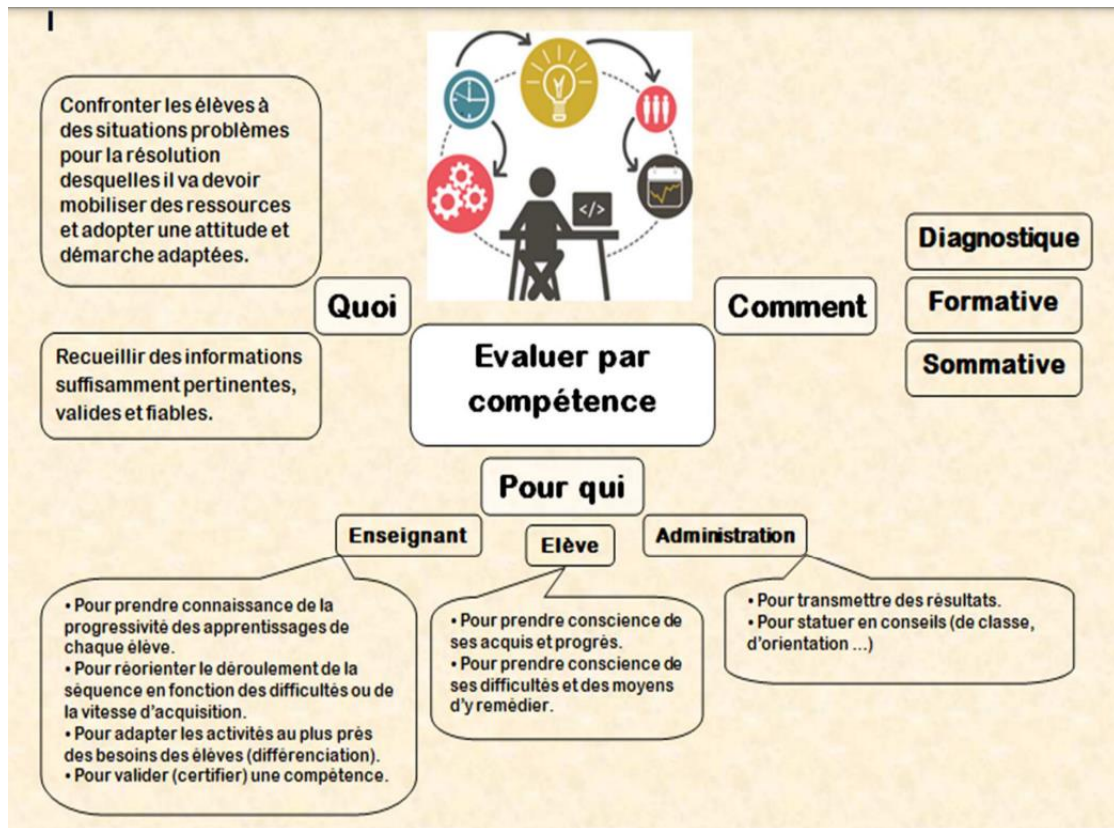 I
Confronter les élèves à
des situations problèmes
pour la résolution
desquelles il va devoir
mobiliser des ressources
et adopter une attitude et
démarche adaptées.
</>
Quoi
Recueillir des informations
suffisamment pertinentes,
valides et fiables.
Evaluer par
compétence
Comment
Diagnostique
Formative
Sommative
Pour qui
Enseignant
• Pour prendre connaissance de la
progressivité des apprentissages de
chaque élève.
• Pour réorienter le déroulement de la
séquence en fonction des difficultés ou de
la vitesse d'acquisition.
• Pour adapter les activités au plus près
des besoins des élèves (différenciation).
• Pour valider (certifier) une compétence.
Elève
• Pour prendre conscience de
ses acquis et progrès.
• Pour prendre conscience de
ses difficultés et des moyens
d'y remédier.
Administration
• Pour transmettre des résultats.
• Pour statuer en conseils (de classe,
d'orientation ...)